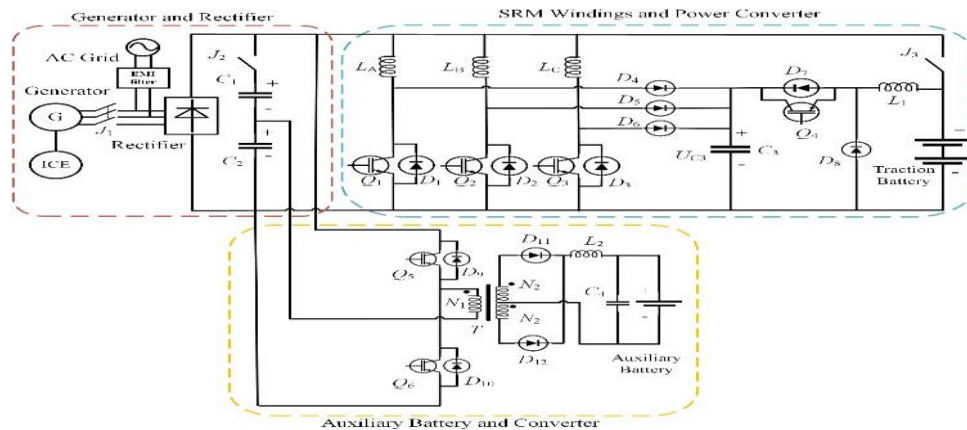 Generator and Rectifier
SRM Windings and Power Converter
AC Grid
EMI
filter
Generator
G
J1
ICE
Rectifier
J2
C1
+
-
+
C2
-
LA
LB
LC
D4
D5
D6
Q1
D1
Q2
D2
Q3
D3
+
UC3
C3
-
D7
Q4
D8
L1
J3
+
-
Traction
Battery
Q5
D9
N1
T
N2
N2
D11
D12
L2
C4
+
-
Auxiliary
Battery
Q6
D10
Auxiliary Battery and Converter